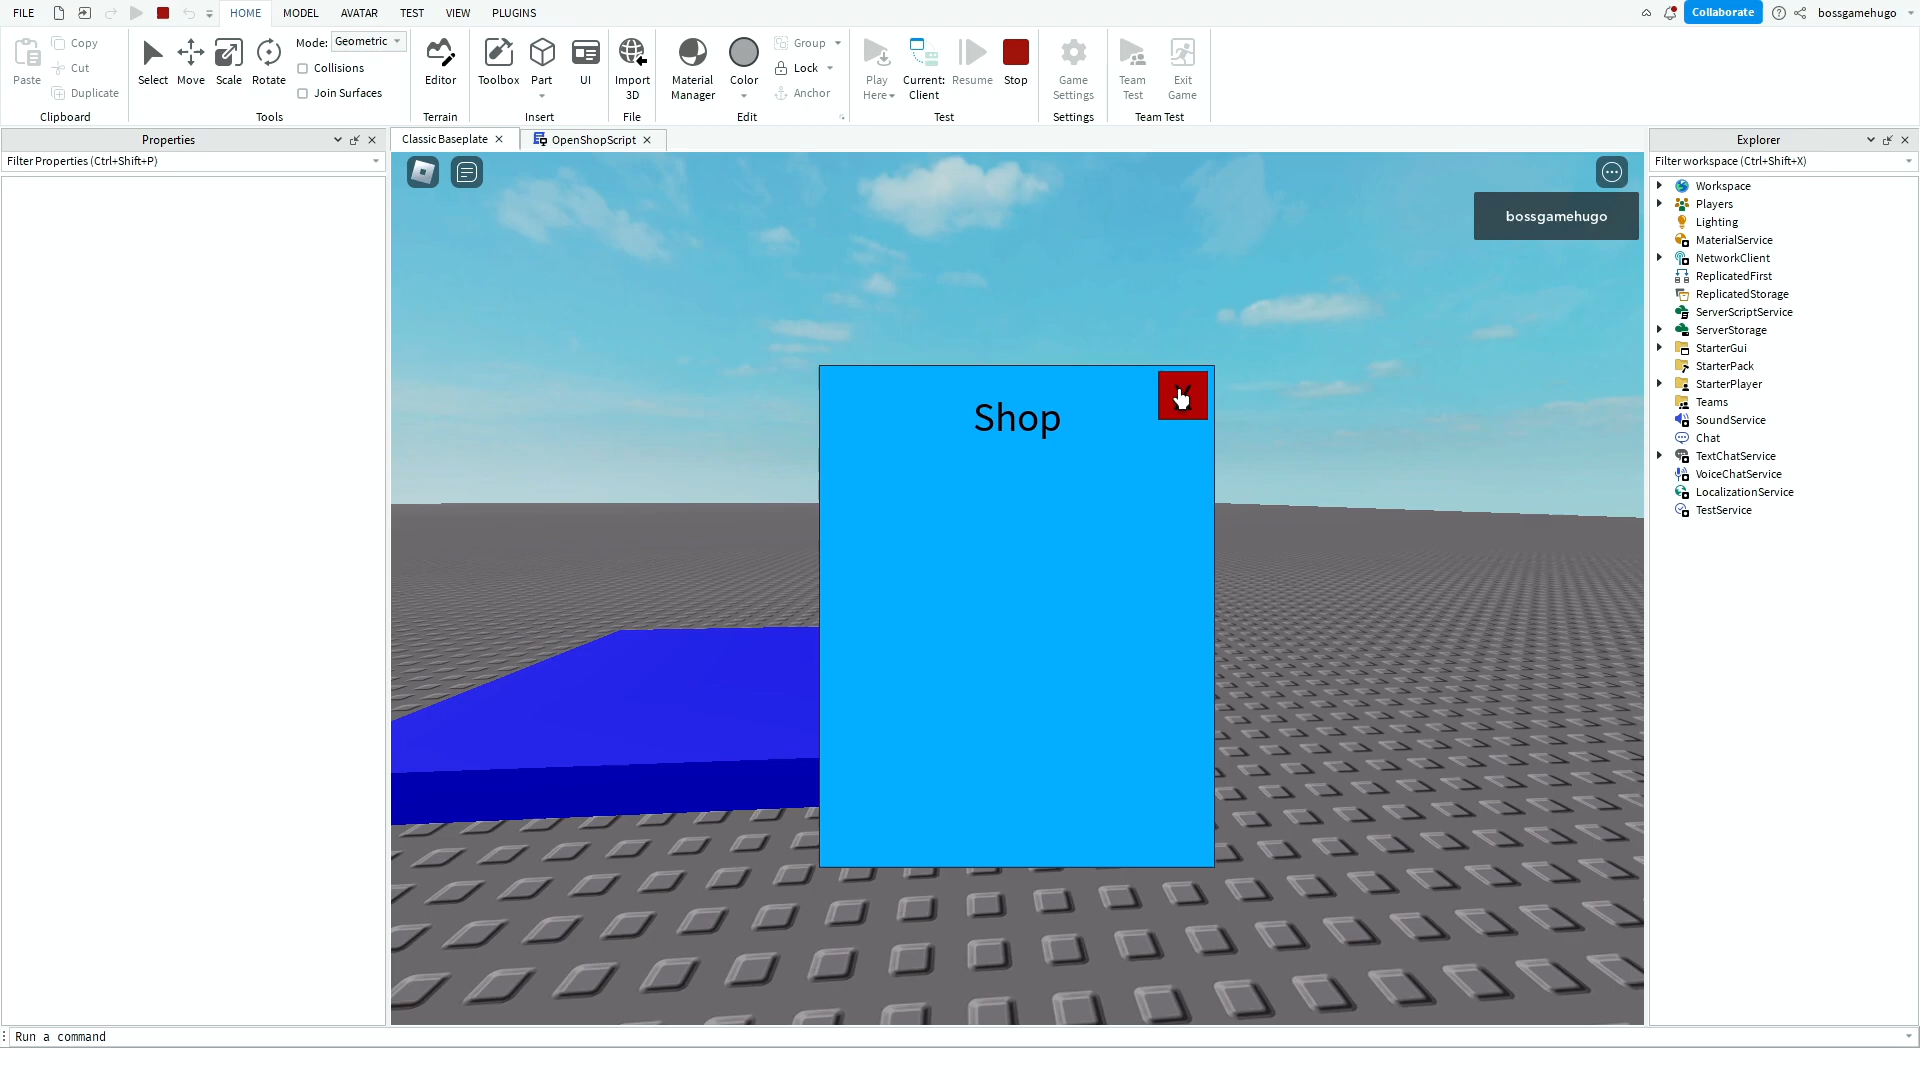 FILE HOME MODEL AVATAR TEST VIEW PLUGINS Collaborate bossgamehugo
Paste Copy Cut Duplicate Clipboard
Select Move Scale Rotate Mode: Geometric Collisions Join Surfaces Tools
Editor Terrain
Toolbox Part UI Insert
Import 3D File
Material Manager Color Group Lock Anchor Edit
Play Here Current: Client Resume Stop Test
Game Settings Settings
Team Test Exit Game Team Test
Properties
Filter Properties (Ctrl+Shift+P)
Classic Baseplate OpenShopScript
bossgamehugo
Shop
Explorer
Filter workspace (Ctrl+Shift+X)
Workspace
Players
Lighting
MaterialService
NetworkClient
ReplicatedFirst
ReplicatedStorage
ServerScriptService
ServerStorage
StarterGui
StarterPack
StarterPlayer
Teams
SoundService
Chat
TextChatService
VoiceChatService
LocalizationService
TestService
Run a command